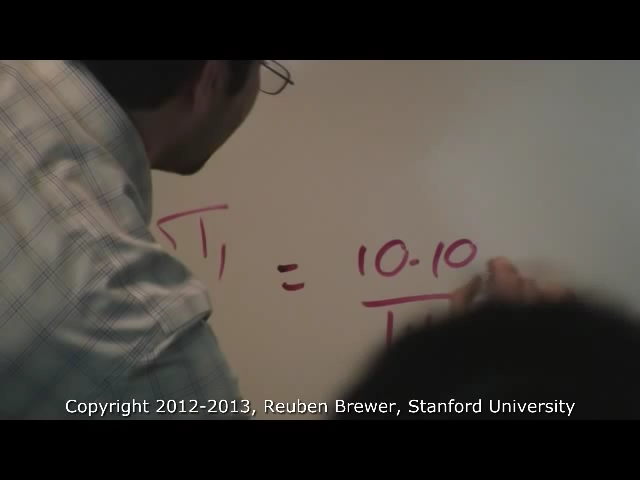 T₁ = 10.10
Copyright 2012-2013, Reuben Brewer, Stanford University